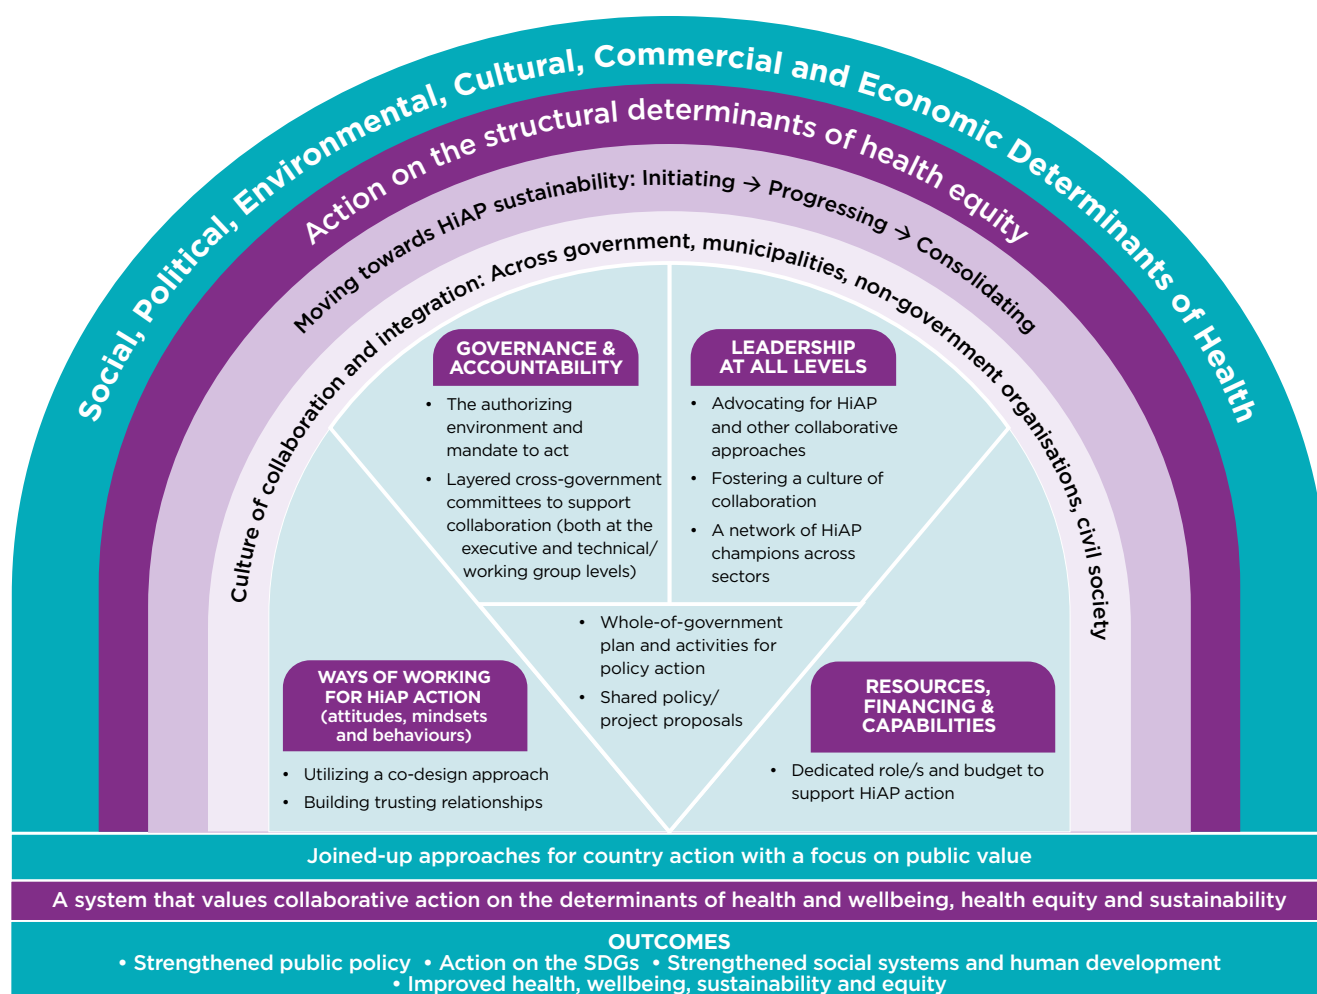 Social, Political, Environmental, Cultural, Commercial and Economic Determinants of Health
Action on the structural determinants of health equity
Moving towards HiAP sustainability: Initiating → Progressing → Consolidating
Culture of collaboration and integration: Across government, municipalities, non-government organisations, civil society
GOVERNANCE &
ACCOUNTABILITY
• The authorizing
environment and
mandate to act
• Layered cross-government
committees to support
collaboration (both at the
executive and technical/
working group levels)
LEADERSHIP
AT ALL LEVELS
• Advocating for HiAP
and other collaborative
approaches
• Fostering a culture of
collaboration
• A network of HiAP
champions across
sectors
• Whole-of-government
plan and activities for
policy action
• Shared policy/
project proposals
WAYS OF WORKING
FOR HiAP ACTION
(attitudes, mindsets
and behaviours)
• Utilizing a co-design approach
• Building trusting relationships
RESOURCES,
FINANCING &
CAPABILITIES
• Dedicated role/s and budget to
support HiAP action
Joined-up approaches for country action with a focus on public value
A system that values collaborative action on the determinants of health and wellbeing, health equity and sustainability
OUTCOMES
• Strengthened public policy • Action on the SDGs • Strengthened social systems and human development
• Improved health, wellbeing, sustainability and equity